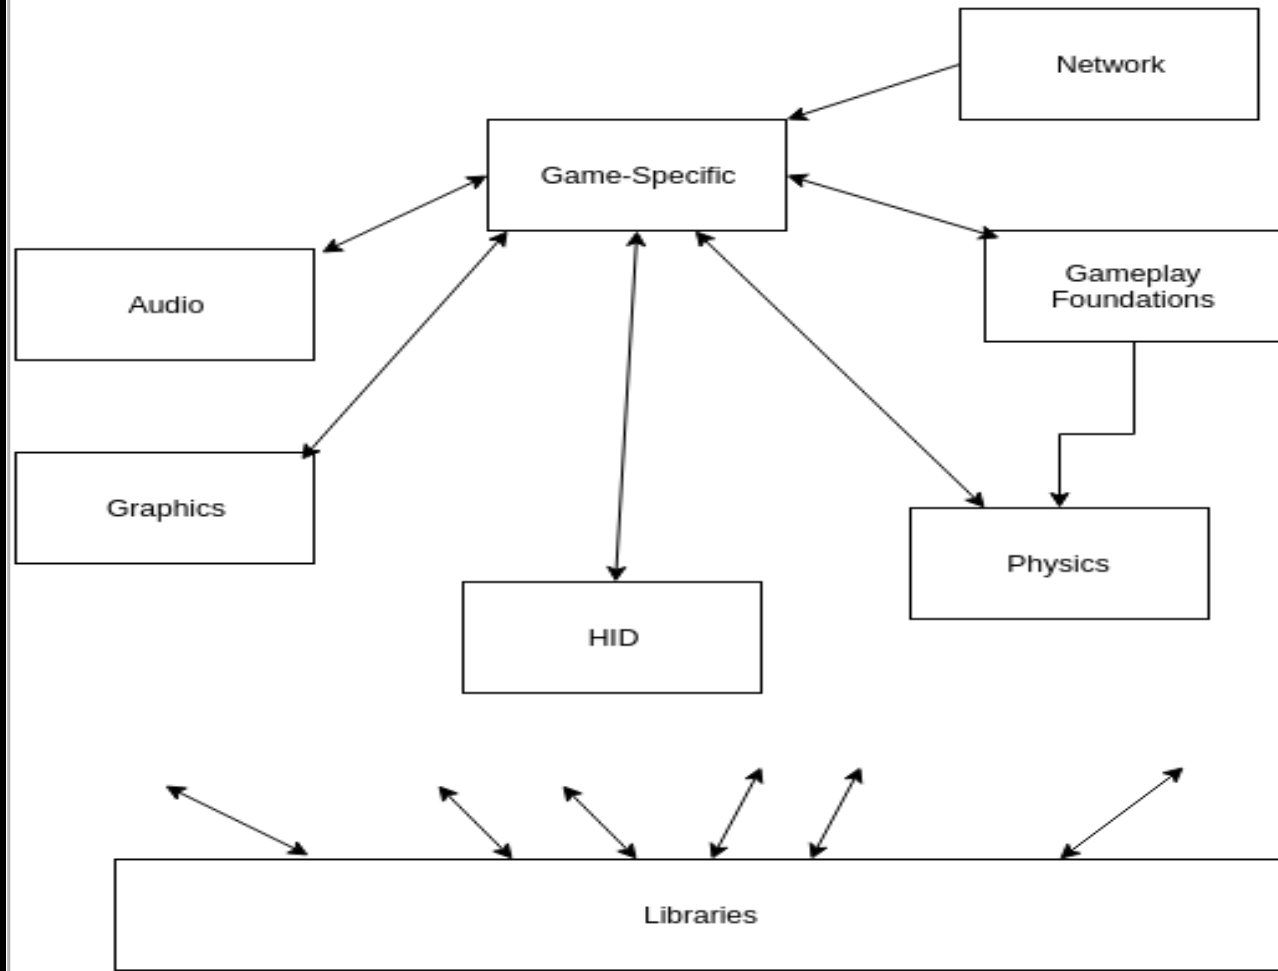 Network
Game-Specific
Gameplay
Foundations
Audio
Graphics
Physics
HID
Libraries